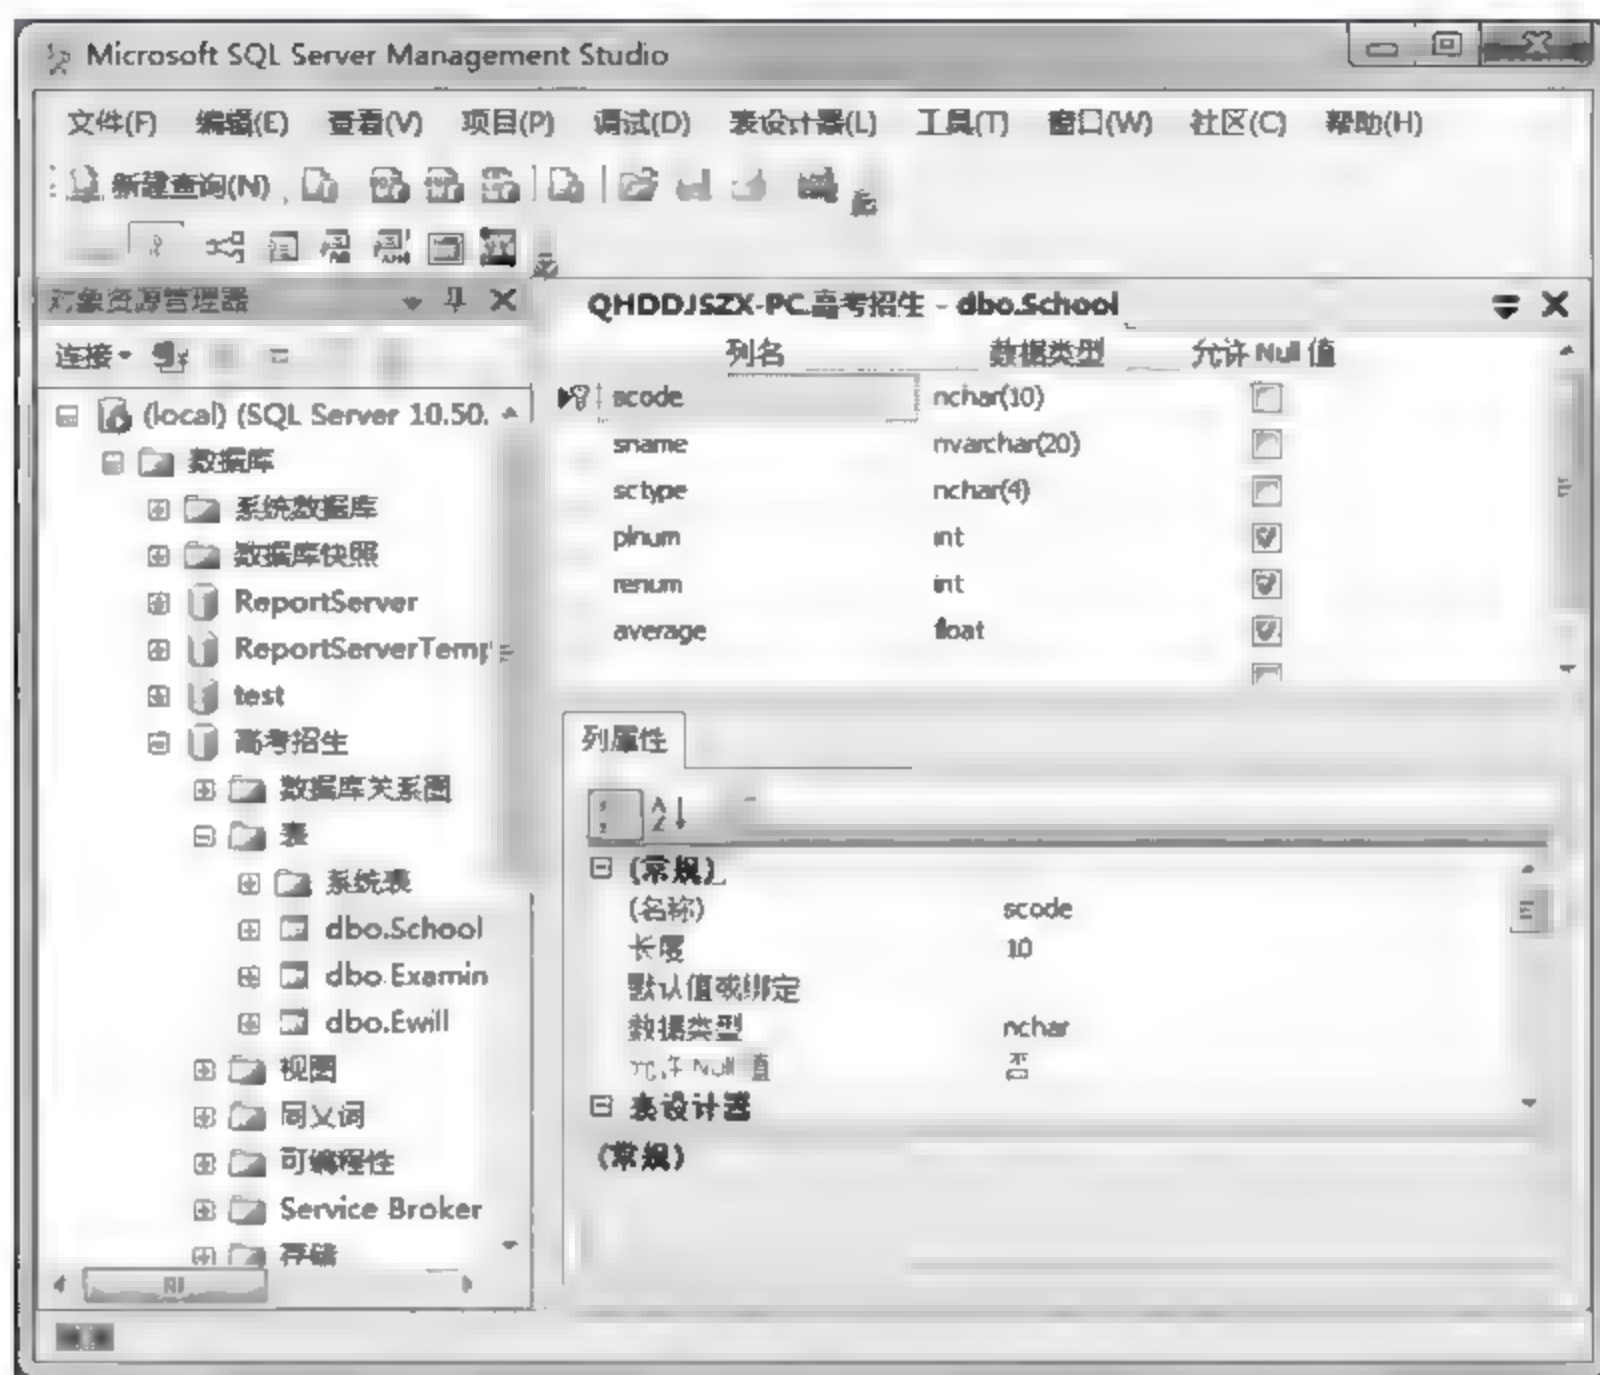 Microsoft SQL Server Management Studio
文件(F) 编辑(E) 查看(V) 项目(P) 调试(D) 表设计器(L) 工具(T) 窗口(W) 社区(C) 帮助(H)
新建查询(N)
对象资源管理器
连接
(local) (SQL Server 10.50.
数据库
系统数据库
数据库快照
ReportServer
ReportServerTemp
test
高考招生
数据库关系图
表
系统表
dbo.School
dbo.Examin
dbo.Ewill
视图
同义词
可编程性
Service Broker
存储
QHDDJSZX-PC.高考招生 - dbo.School
列名 数据类型 允许 Null 值
scode nchar(10)
sname nvarchar(20)
sctype nchar(4)
plnum int
renum int
average float
列属性
(常规)
(名称) scode
长度 10
默认值或绑定
数据类型 nchar
允许 Null 值 否
表设计器
(常规)